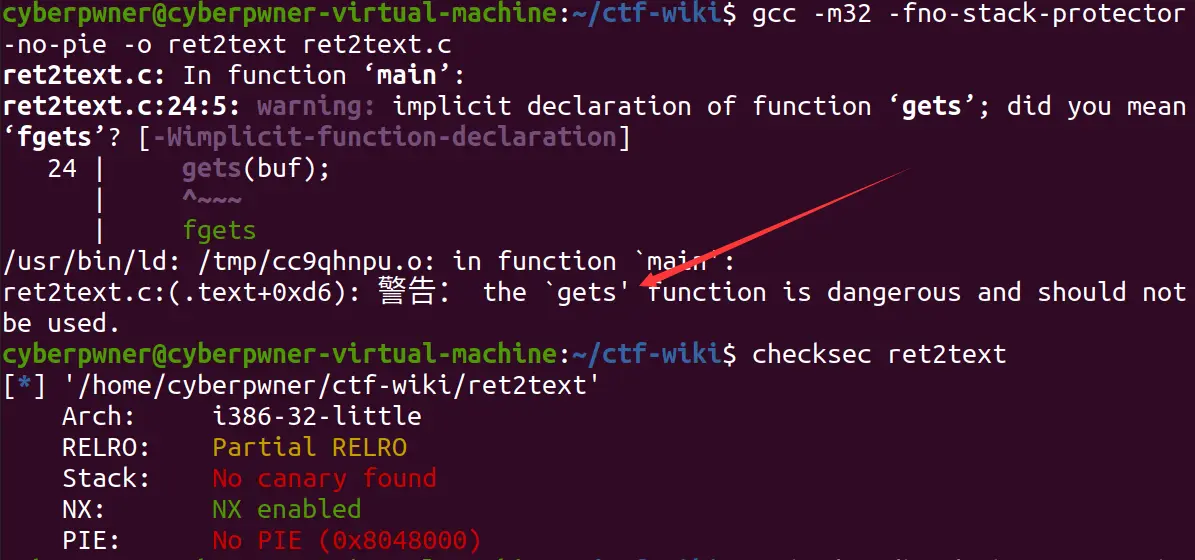 cyberpwner@cyberpwner-virtual-machine:~/ctf-wiki$ gcc -m32 -fno-stack-protector
-no-pie -o ret2text ret2text.c
ret2text.c: In function ‘main’:
ret2text.c:24:5: warning: implicit declaration of function ‘gets’; did you mean
‘fgets’? [-Wimplicit-function-declaration]
   24 |     gets(buf);
      |     ^~~~
      |     fgets
/usr/bin/ld: /tmp/cc9qhnpu.o: in function `main':
ret2text.c:(.text+0xd6): 警告： the `gets' function is dangerous and should not
be used.
cyberpwner@cyberpwner-virtual-machine:~/ctf-wiki$ checksec ret2text
[*] '/home/cyberpwner/ctf-wiki/ret2text'
    Arch:     i386-32-little
    RELRO:    Partial RELRO
    Stack:    No canary found
    NX:       NX enabled
    PIE:      No PIE (0x8048000)